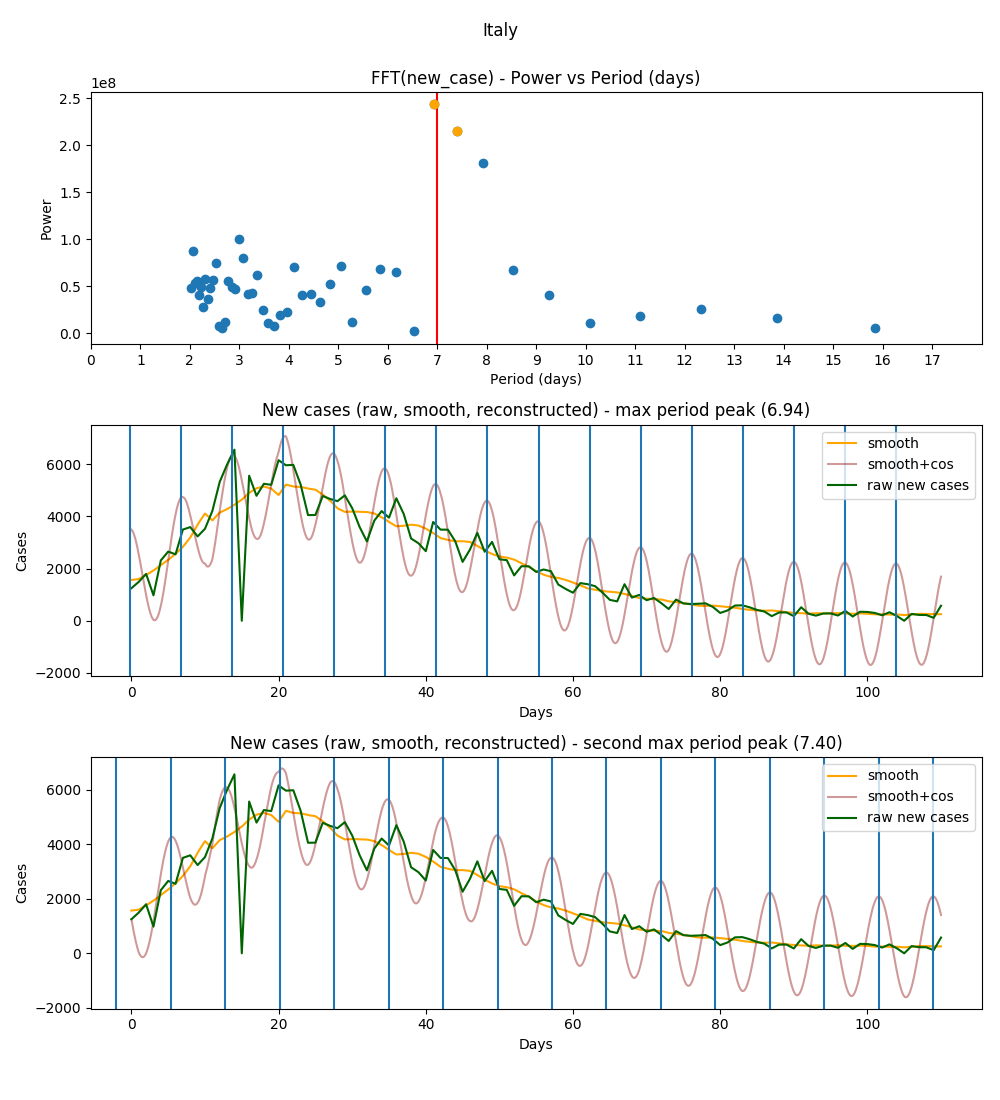 Italy
FFT(new_case) - Power vs Period (days)
1e8
2.5
2.0
1.5
1.0
0.5
0.0
Power
0 1 2 3 4 5 6 7 8 9 10 11 12 13 14 15 16 17
Period (days)
New cases (raw, smooth, reconstructed) - max period peak (6.94)
smooth
smooth+cos
raw new cases
6000
4000
2000
0
−2000
Cases
0 20 40 60 80 100
Days
New cases (raw, smooth, reconstructed) - second max period peak (7.40)
smooth
smooth+cos
raw new cases
6000
4000
2000
0
−2000
Cases
0 20 40 60 80 100
Days